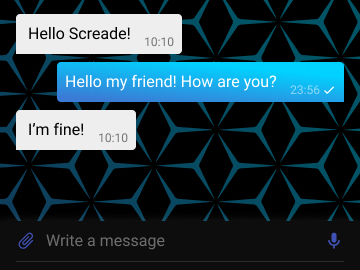 Hello Screade!
10:10
Hello my friend! How are you?
23:56
I'm fine!
10:10
Write a message